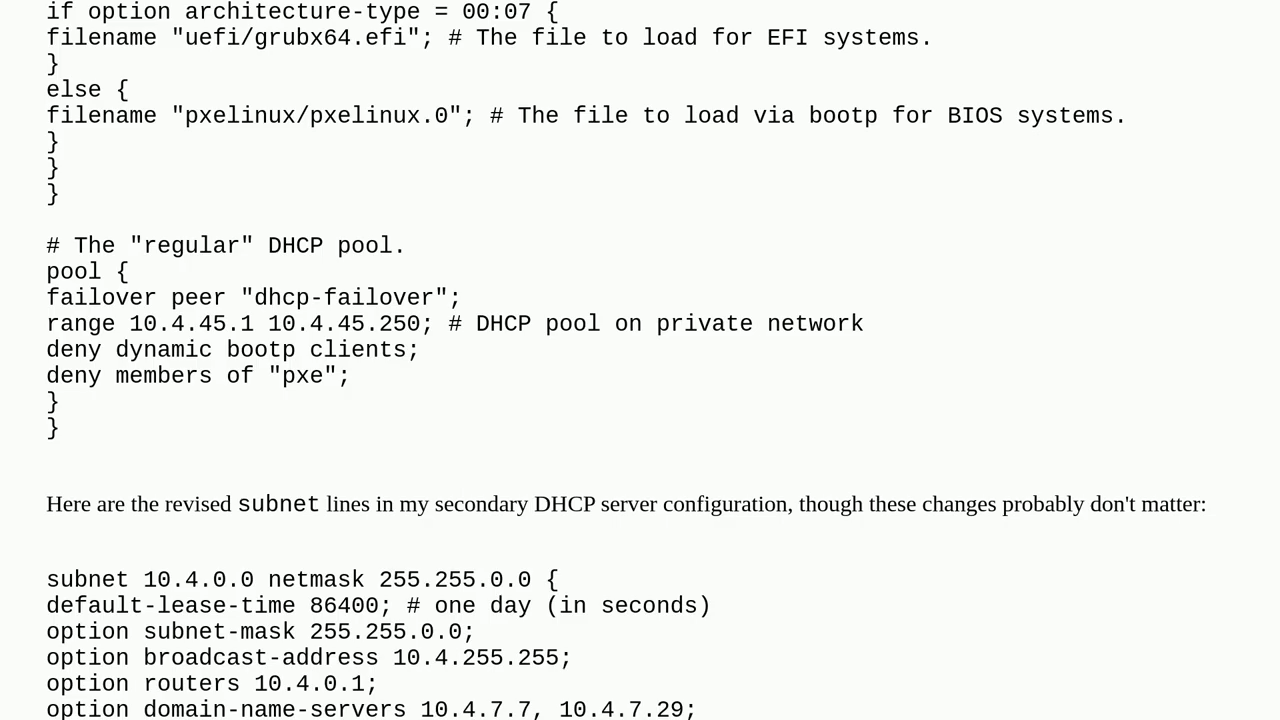 if option architecture-type = 00:07 {
filename "uefi/grubx64.efi"; # The file to load for EFI systems.
}
else {
filename "pxelinux/pxelinux.0"; # The file to load via bootp for BIOS systems.
}
}
}
# The "regular" DHCP pool.
pool {
failover peer "dhcp-failover";
range 10.4.45.1 10.4.45.250; # DHCP pool on private network
deny dynamic bootp clients;
deny members of "pxe";
}
}
Here are the revised subnet lines in my secondary DHCP server configuration, though these changes probably don't matter:
subnet 10.4.0.0 netmask 255.255.0.0 {
default-lease-time 86400; # one day (in seconds)
option subnet-mask 255.255.0.0;
option broadcast-address 10.4.255.255;
option routers 10.4.0.1;
option domain-name-servers 10.4.7.7, 10.4.7.29;